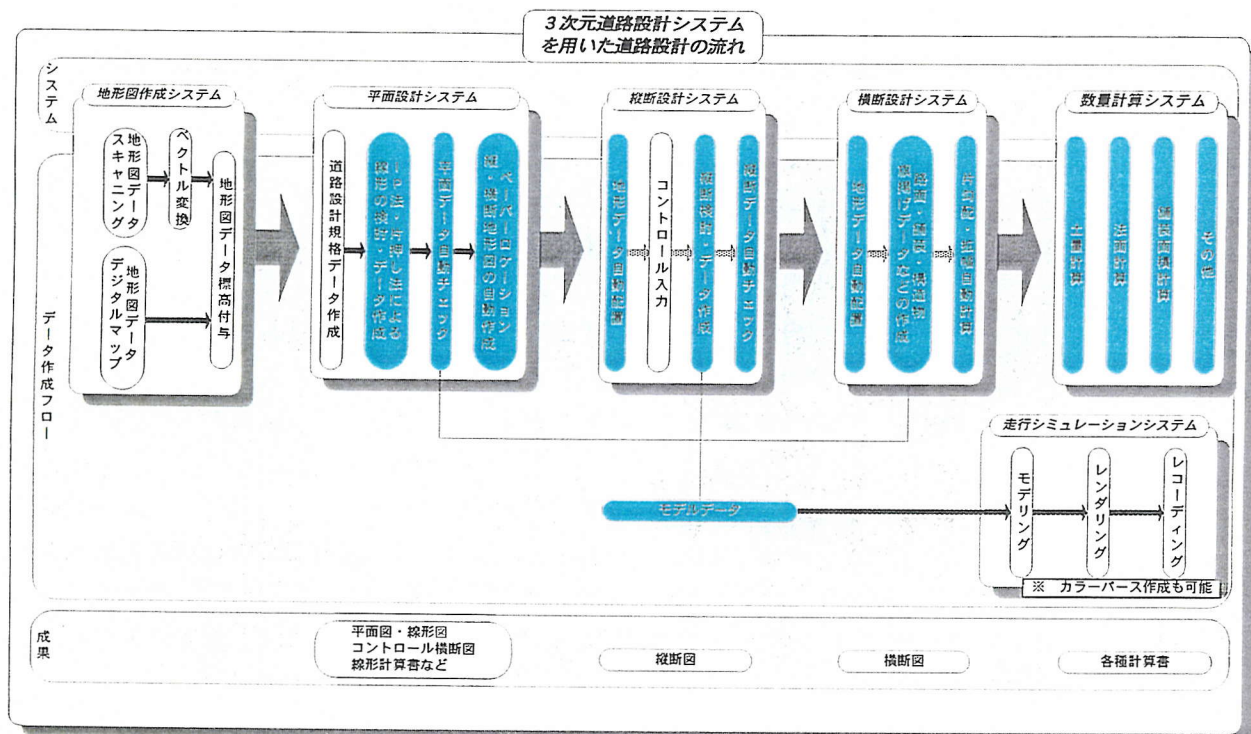 3次元道路設計システム
を用いた道路設計の流れ
システム
地形図作成システム
平面設計システム
縦断設計システム
横断設計システム
数量計算システム
データ作成フロー
地形図データ
スキャニング
ベクトル変換
地形図データ
デジタルマップ
地形図データ標高付与
道路設計規格データ作成
IP法・片押し法による
線形の検討・データ作成
平面データ自動チェック
ペーパーロケーション
縦・横断地形図の自動作成
地形データ自動配置
コントロール入力
縦断検討・データ作成
縦断データ自動チェック
地形データ自動配置
土量計算
法面計算
舗装面積計算
その他
走行シミュレーションシステム
モデルデータ
モデリング
レンダリング
レコーディング
※ カラーパース作成も可能
成果
平面図・線形図
コントロール横断図
線形計算書など
縦断図
横断図
各種計算書